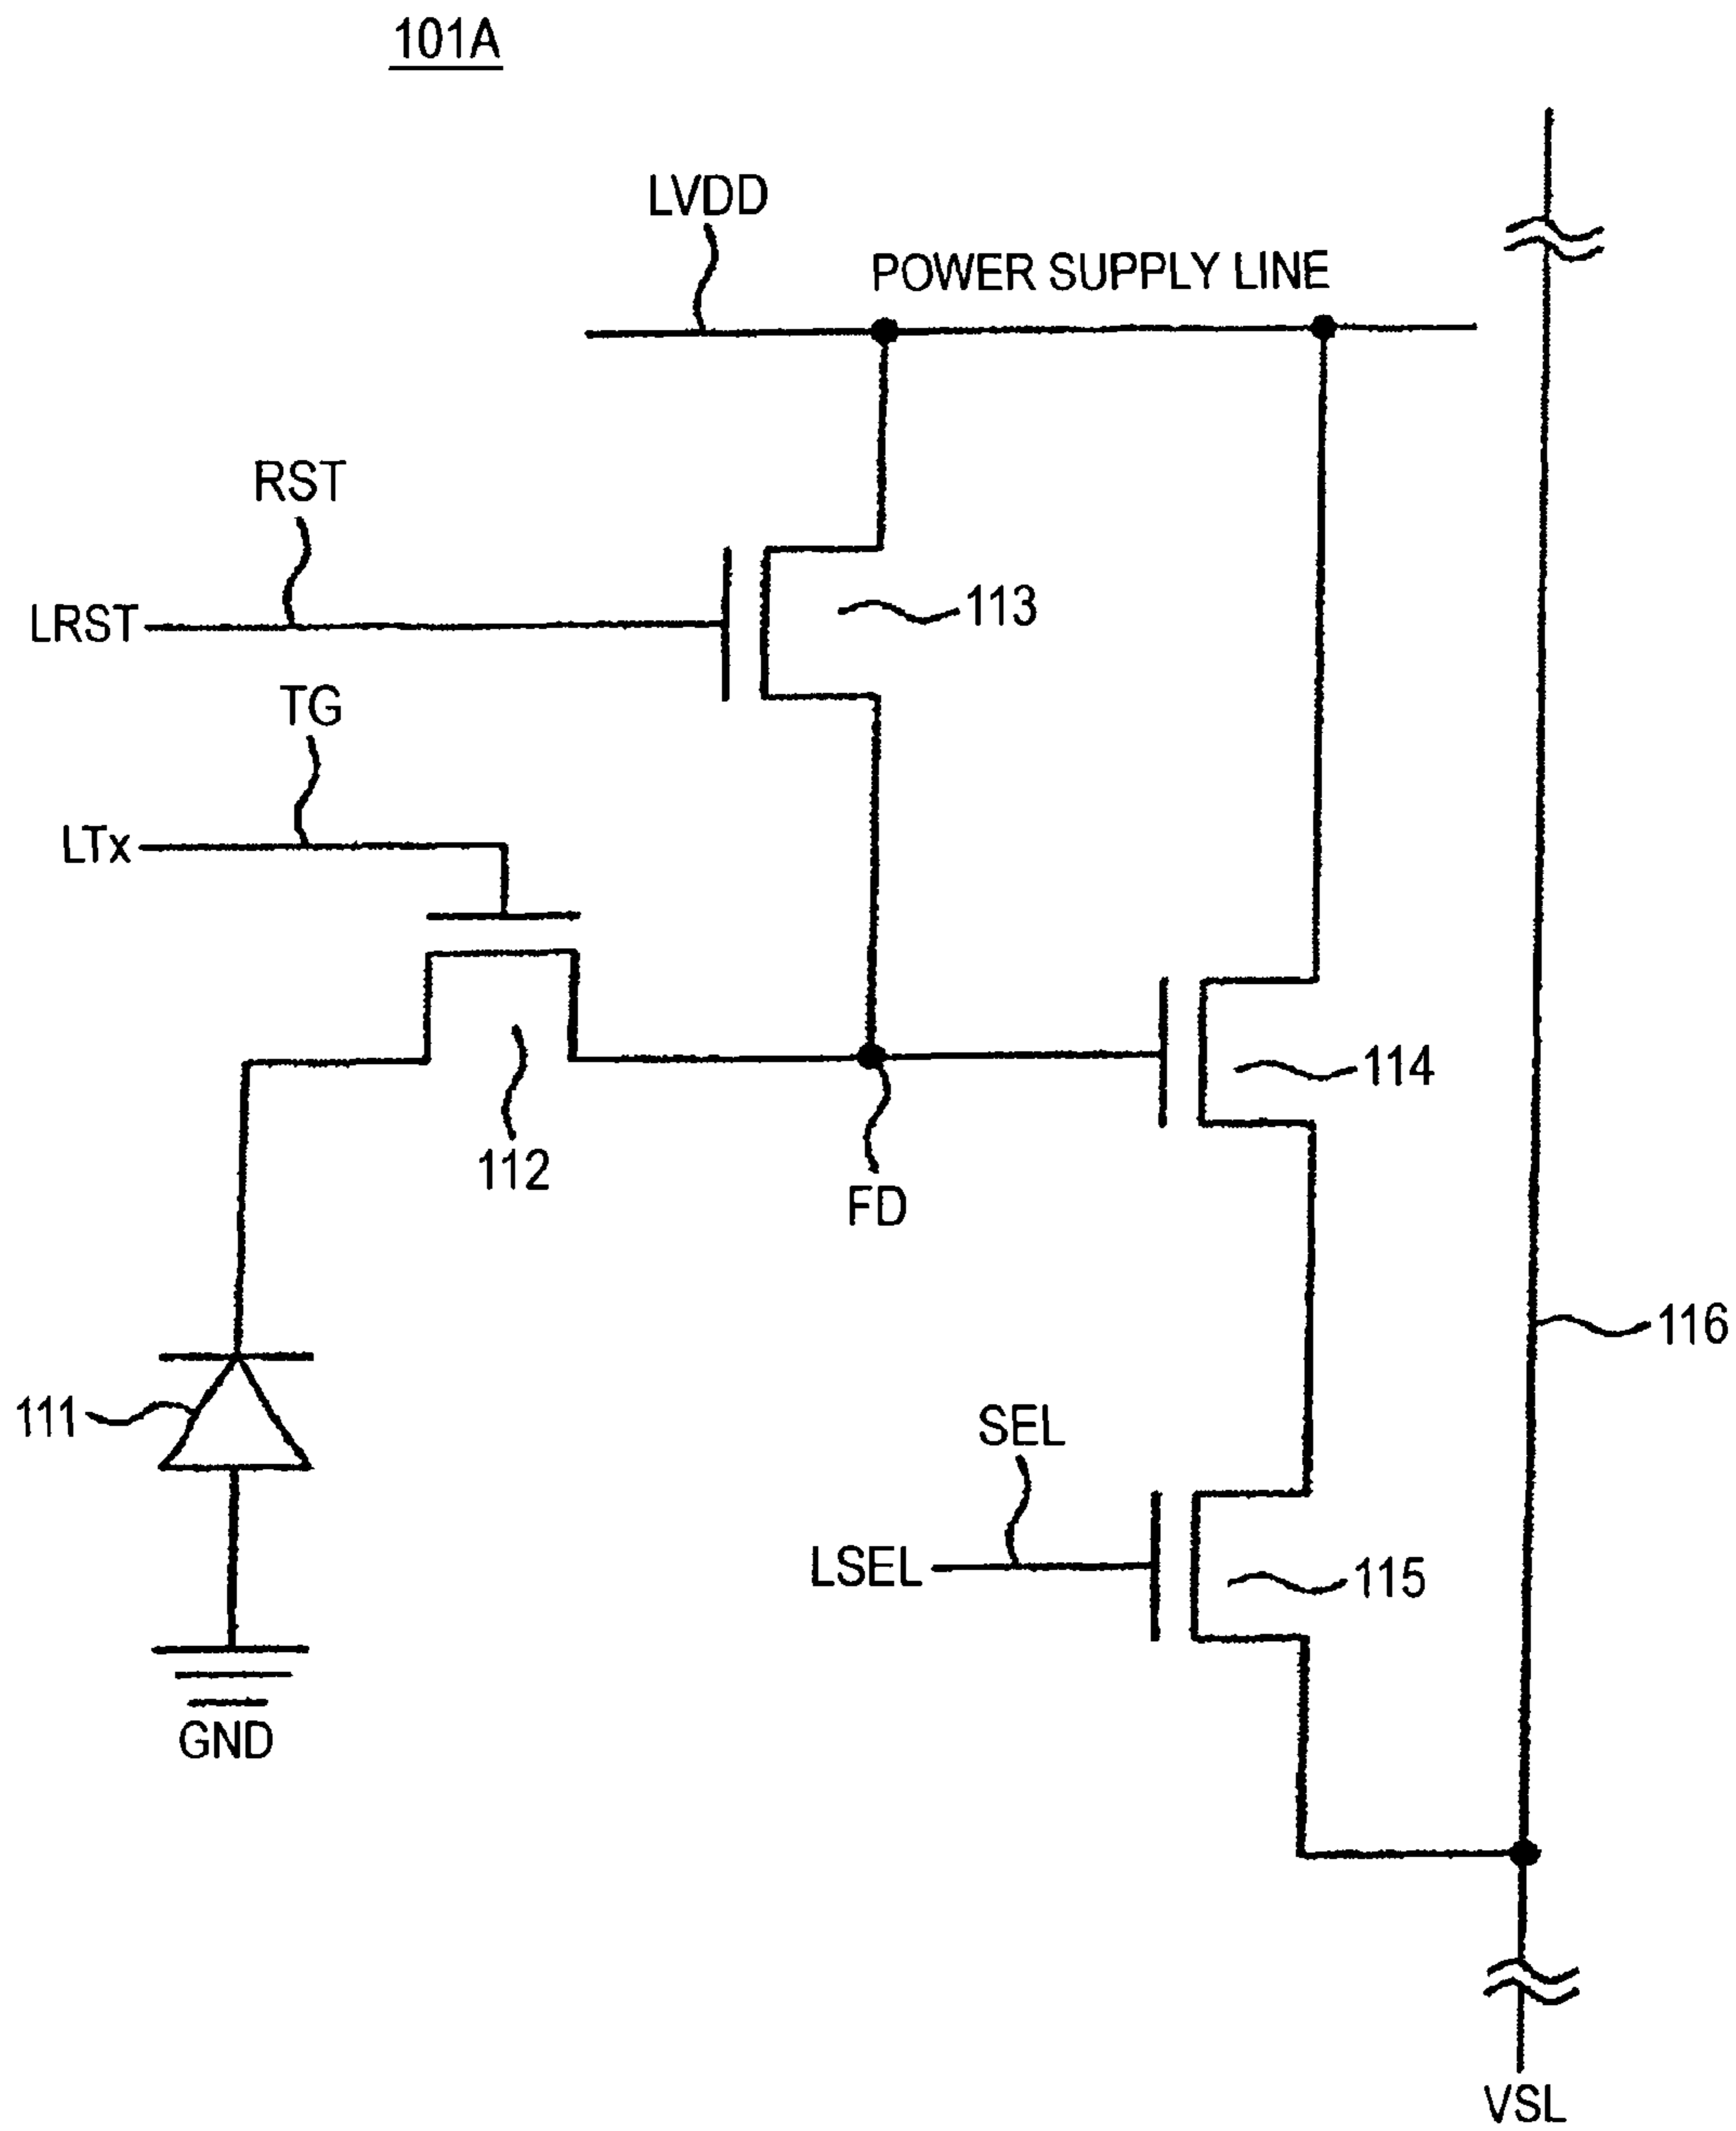 101A
LVDD
POWER SUPPLY LINE
RST
LRST
113
TG
LTx
114
112
FD
116
111
SEL
LSEL
115
GND
VSL